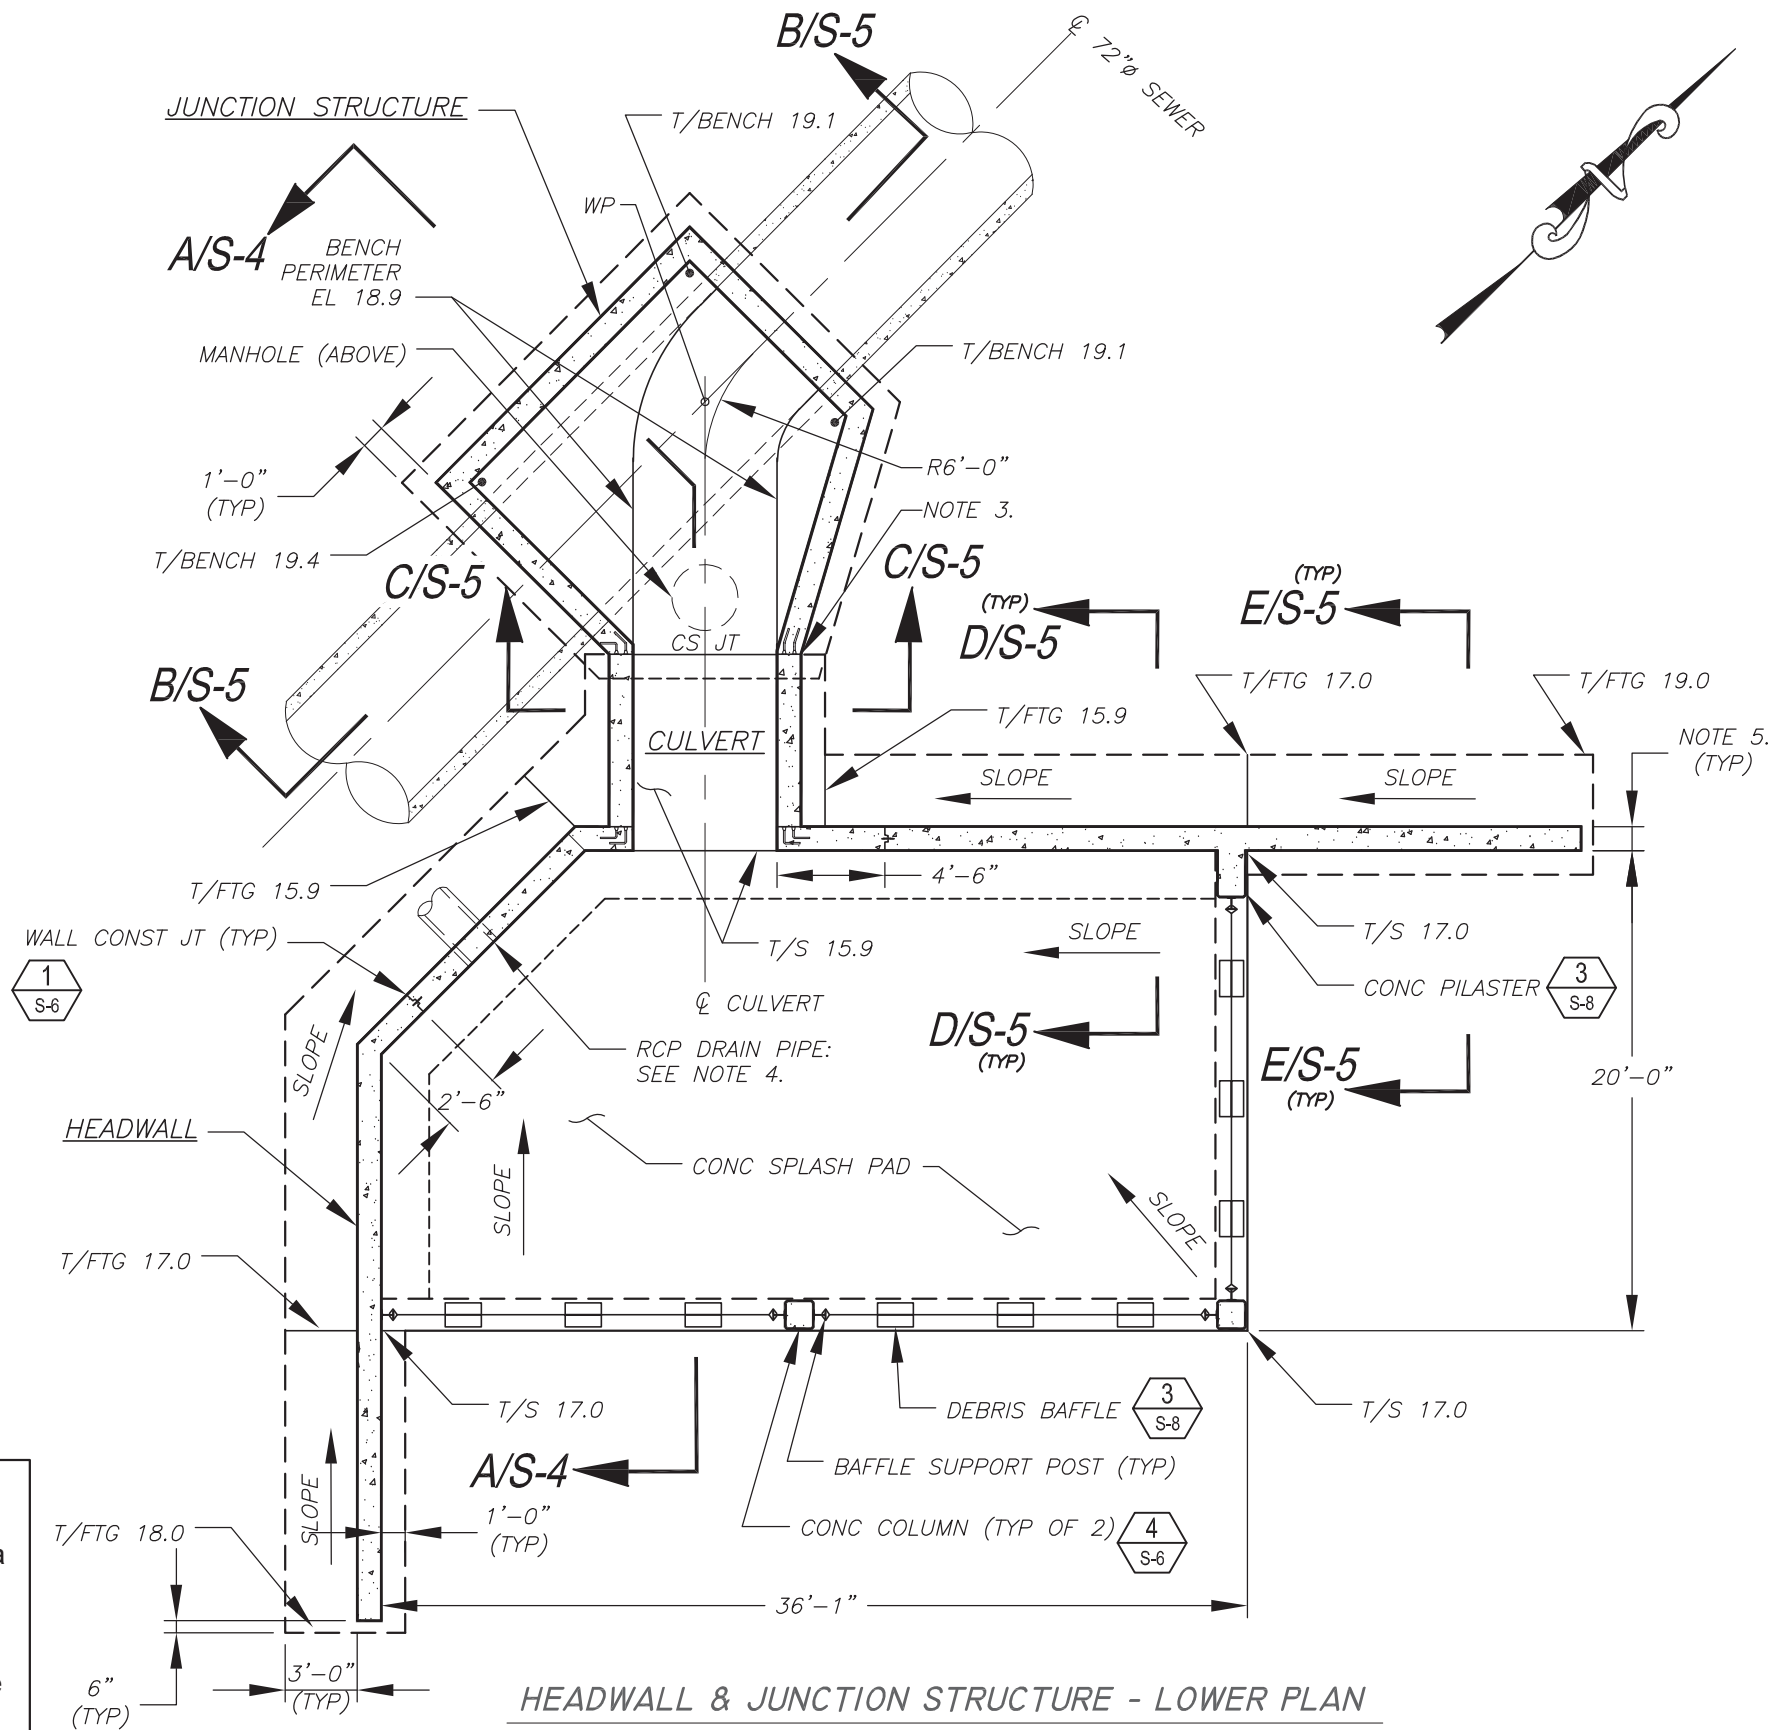 B/S-5
℄ 72"ø SEWER
JUNCTION STRUCTURE
T/BENCH 19.1
WP
A/S-4
BENCH
PERIMETER
EL 18.9
MANHOLE (ABOVE)
T/BENCH 19.1
1'-0"
(TYP)
R6'-0"
NOTE 3.
T/BENCH 19.4
C/S-5
C/S-5
(TYP)
D/S-5
(TYP)
E/S-5
CS JT
B/S-5
T/FTG 17.0
T/FTG 19.0
T/FTG 15.9
NOTE 5.
(TYP)
CULVERT
SLOPE
SLOPE
T/FTG 15.9
4'-6"
WALL CONST JT (TYP)
1
S-6
T/S 15.9
SLOPE
T/S 17.0
CONC PILASTER
3
S-8
℄ CULVERT
D/S-5
(TYP)
RCP DRAIN PIPE:
SEE NOTE 4.
SLOPE
E/S-5
(TYP)
20'-0"
2'-6"
HEADWALL
CONC SPLASH PAD
SLOPE
SLOPE
T/FTG 17.0
T/S 17.0
DEBRIS BAFFLE
3
S-8
T/S 17.0
A/S-4
BAFFLE SUPPORT POST (TYP)
SLOPE
1'-0"
(TYP)
CONC COLUMN (TYP OF 2)
4
S-6
T/FTG 18.0
a
36'-1"
6"
(TYP)
3'-0"
(TYP)
e
HEADWALL & JUNCTION STRUCTURE - LOWER PLAN